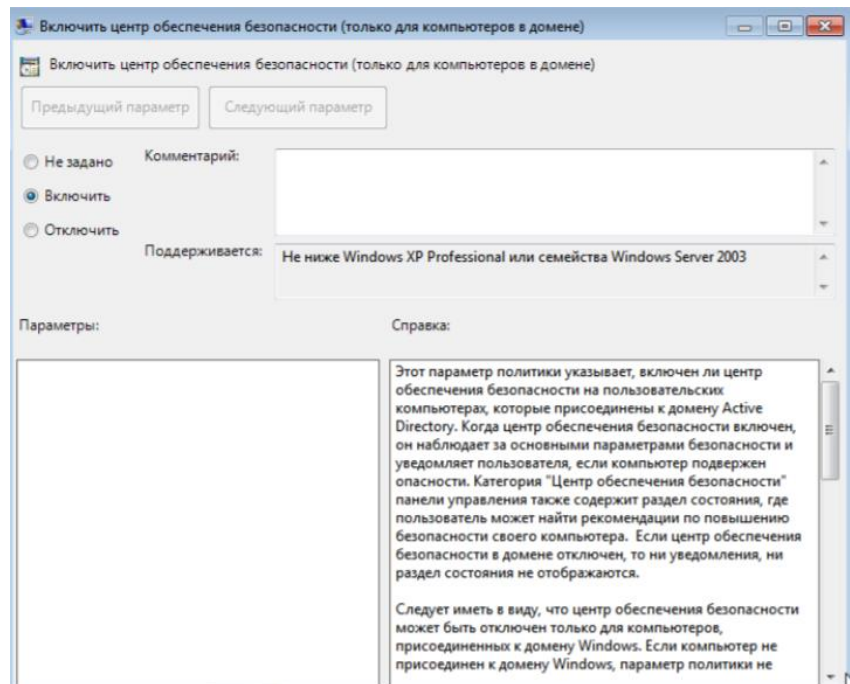 Включить центр обеспечения безопасности (только для компьютеров в домене)
Включить центр обеспечения безопасности (только для компьютеров в домене)
Предыдущий параметр
Следующий параметр
Не задано
Комментарий:
Включить
Отключить
Поддерживается:
Не ниже Windows XP Professional или семейства Windows Server 2003
Параметры:
Справка:
Этот параметр политики указывает, включен ли центр
обеспечения безопасности на пользовательских
компьютерах, которые присоединены к домену Active
Directory. Когда центр обеспечения безопасности включен,
он наблюдает за основными параметрами безопасности и
уведомляет пользователя, если компьютер подвержен
опасности. Категория "Центр обеспечения безопасности"
панели управления также содержит раздел состояния, где
пользователь может найти рекомендации по повышению
безопасности своего компьютера. Если центр обеспечения
безопасности в домене отключен, то ни уведомления, ни
раздел состояния не отображаются.
Следует иметь в виду, что центр обеспечения безопасности
может быть отключен только для компьютеров,
присоединенных к домену Windows. Если компьютер не
присоединен к домену Windows, параметр политики не